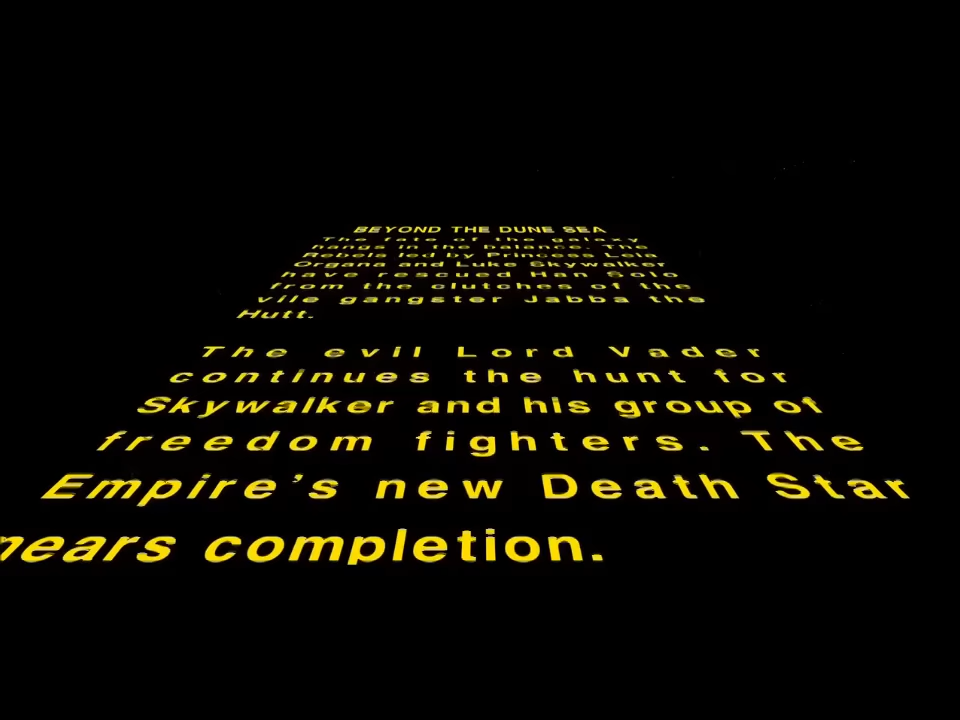 BEYOND THE DUNE SEA
The fate of the galaxy
hangs in the balance. The
Rebels led by Princess Leia
Organa and Luke Skywalker
have rescued Han Solo
from the clutches of the
vile gangster Jabba the
Hutt.
The evil Lord Vader
continues the hunt for
Skywalker and his group of
freedom fighters. The
Empire's new Death Star
nears completion.